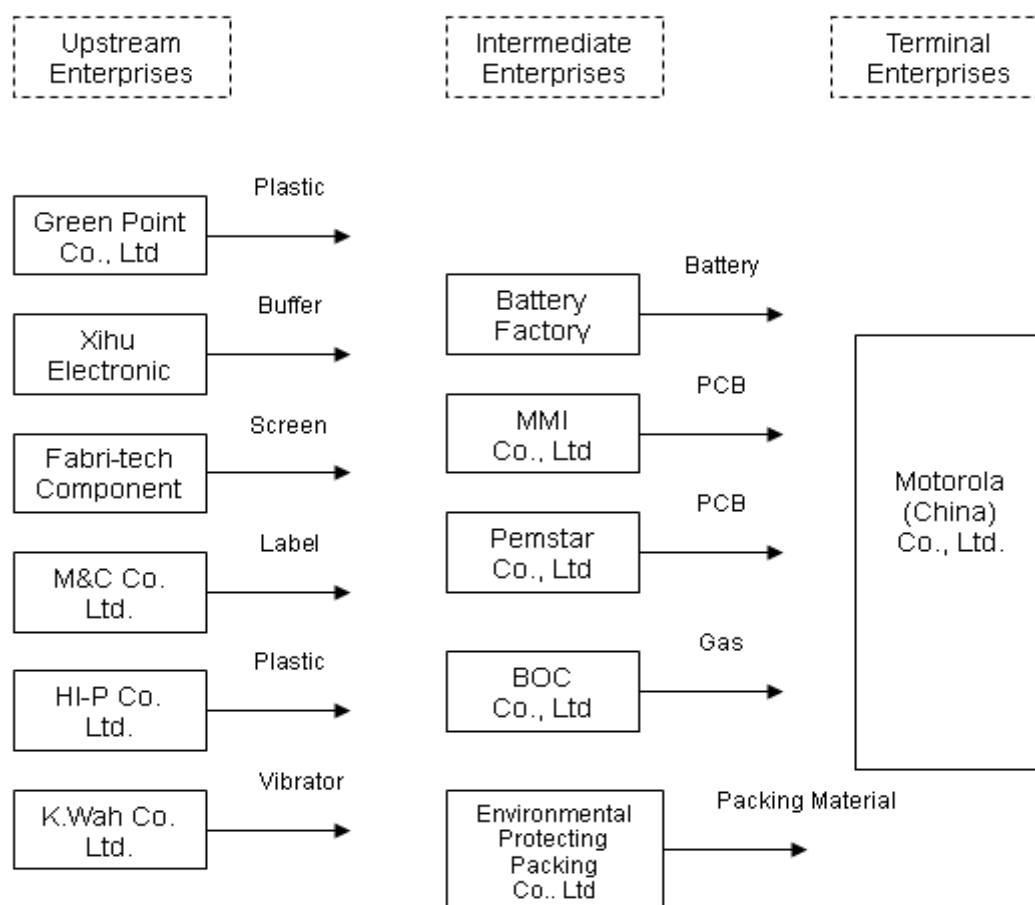 Upstream
Enterprises
Intermediate
Enterprises
Terminal
Enterprises
Plastic
Green Point
Co., Ltd
Buffer
Xihu
Electronic
Screen
Fabri-tech
Component
Label
M&C Co.
Ltd.
Plastic
HI-P Co.
Ltd.
Vibrator
K.Wah Co.
Ltd.
Battery
Battery
Factory
PCB
MMI
Co., Ltd
PCB
Pemstar
Co., Ltd
Gas
BOC
Co., Ltd
Packing Material
Environmental
Protecting
Packing
Co.. Ltd
Motorola
(China)
Co., Ltd.